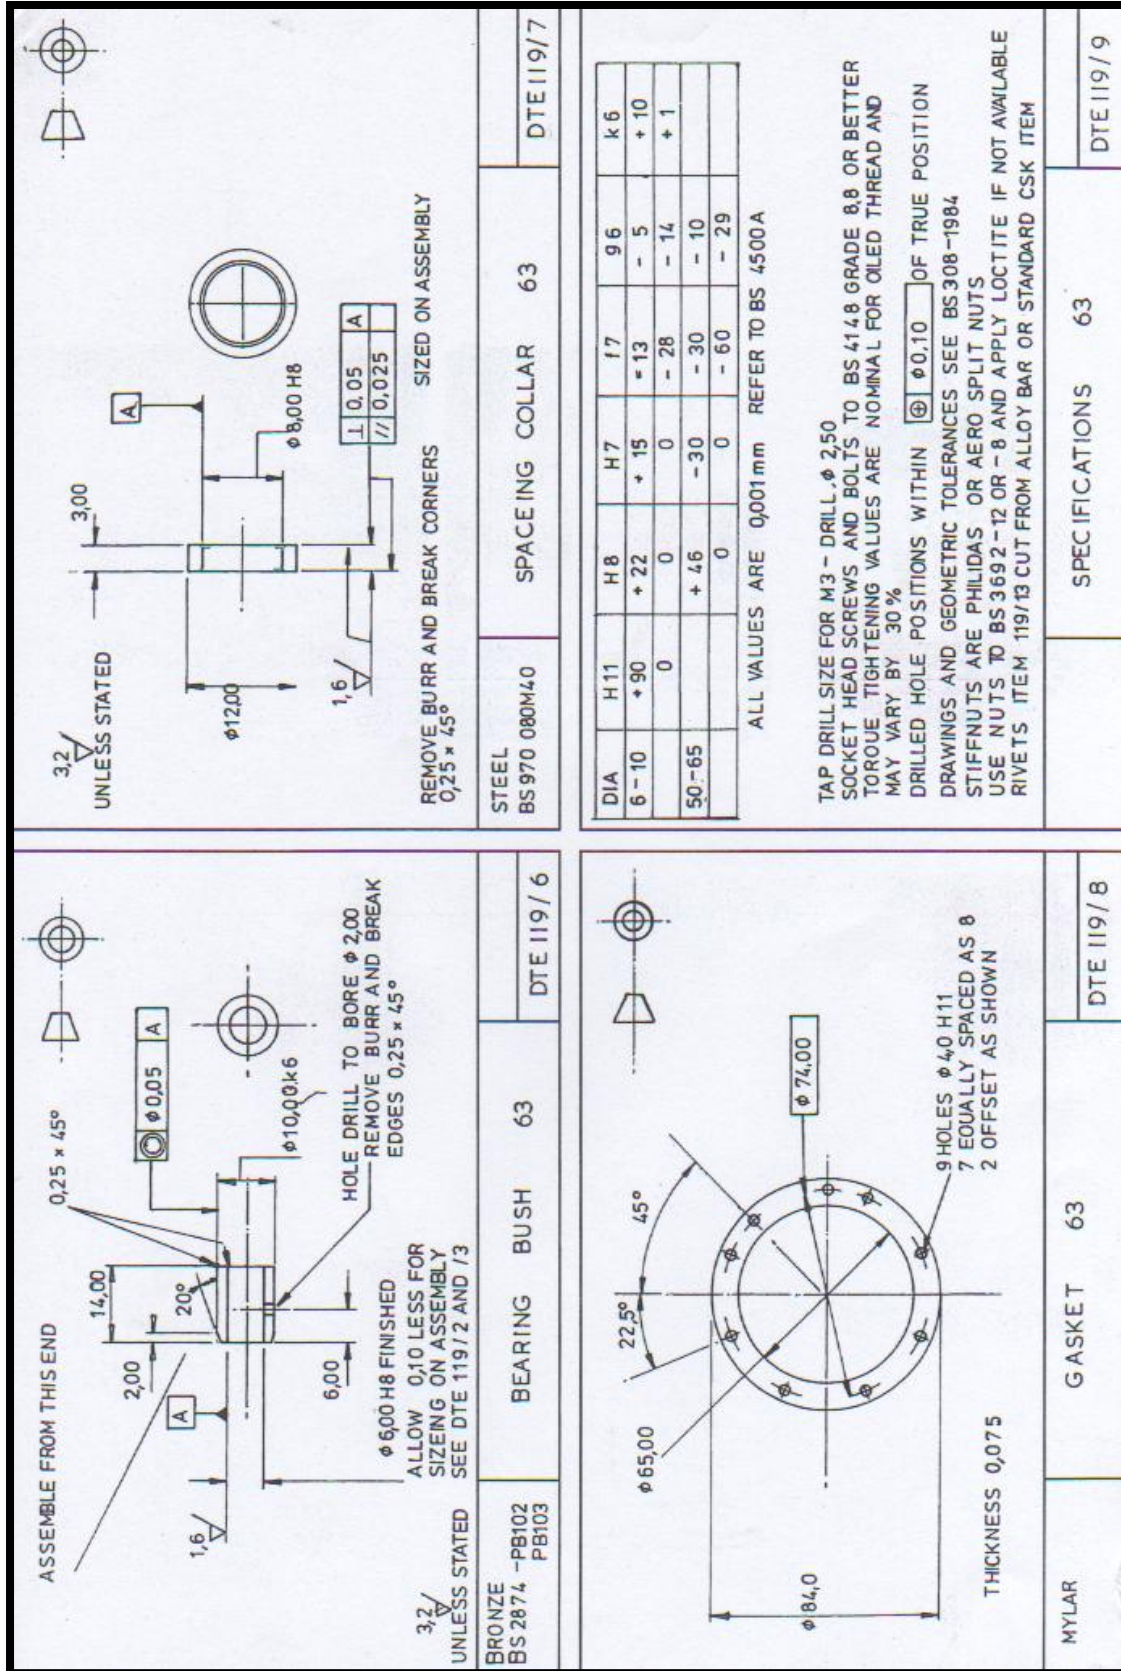 ASSEMBLE FROM THIS END
0,25 × 45°
14,00
2,00
20°
⌀0,05 A
A
1,6
6,00
⌀10,00 k6
HOLE DRILL TO BORE ⌀ 2,00
REMOVE BURR AND BREAK
EDGES 0,25 × 45°
⌀6,00 H8 FINISHED
ALLOW 0,10 LESS FOR
SIZEING ON ASSEMBLY
SEE DTE 119/2 AND /3
3,2
UNLESS STATED
BRONZE
BS 2874 -PB102
PB103
BEARING BUSH 63
DTE 119/6
3,2
UNLESS STATED
3,00
A
⌀12,00
⌀8,00 H8
1,6
⊥ 0,05 A
// 0,025
REMOVE BURR AND BREAK CORNERS
0,25 × 45°
SIZED ON ASSEMBLY
STEEL
BS 970 080M40
SPACEING COLLAR 63
DTE 119/7
⌀65,00
22,5°
45°
⌀ 74,00
⌀84,0
9 HOLES ⌀4,0 H11
7 EQUALLY SPACED AS 8
2 OFFSET AS SHOWN
THICKNESS 0,075
MYLAR
GASKET 63
DTE 119/8
DIA H11 H8 H7 f7 g6 k6
6-10 +90 +22 +15 -13 -5 +10
0 0 0 -28 -14 +1
50-65 +46 -30 -30 -10
0 0 -60 -29
ALL VALUES ARE 0,001mm REFER TO BS 4500A
TAP DRILL SIZE FOR M3 - DRILL ⌀ 2,50
SOCKET HEAD SCREWS AND BOLTS TO BS 4148 GRADE 8,8 OR BETTER
TORQUE TIGHTENING VALUES ARE NOMINAL FOR OILED THREAD AND
MAY VARY BY 30%
DRILLED HOLE POSITIONS WITHIN ⌖ ⌀0,10 OF TRUE POSITION
DRAWINGS AND GEOMETRIC TOLERANCES SEE BS 308-1984
STIFFNUTS ARE PHILIDAS OR AERO SPLIT NUTS
USE NUTS TO BS 3692-12 OR -8 AND APPLY LOCTITE IF NOT AVAILABLE
RIVETS ITEM 119/13 CUT FROM ALLOY BAR OR STANDARD CSK ITEM
SPECIFICATIONS 63
DTE 119/9